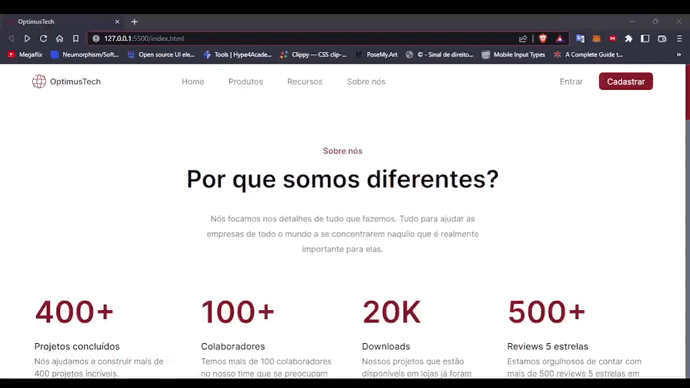 OptimusTech
127.0.0.1:5500/index.html
Megaflix
Neumorphism/Soft...
Open source UI ele...
Tools | Hype4Acade...
Clippy — CSS clip-...
PoseMy.Art
© - Sinal de direito...
Mobile Input Types
A Complete Guide t...
OptimusTech
Home
Produtos
Recursos
Sobre nós
Entrar
Cadastrar
Sobre nós
Por que somos diferentes?
Nós focamos nos detalhes de tudo que fazemos. Tudo para ajudar as
empresas de todo o mundo a se concentrarem naquilo que é realmente
importante para elas.
400+
Projetos concluídos
Nós ajudamos a construir mais de
400 projetos incríveis.
100+
Colaboradores
Temos mais de 100 colaboradores
no nosso time que se preocupam
20K
Downloads
Nossos projetos que estão
disponíveis em lojas já foram
500+
Reviews 5 estrelas
Estamos orgulhosos de contar com
mais de 500 reviews 5 estrelas em